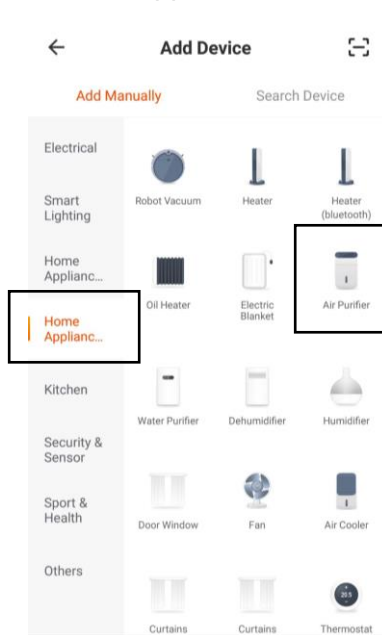 Add Device
Add Manually
Search Device
Electrical
Smart
Lighting
Home
Applianc...
Home
Applianc...
Kitchen
Security &
Sensor
Sport &
Health
Others
Robot Vacuum
Heater
Heater
(bluetooth)
Oil Heater
Electric
Blanket
Air Purifier
Water Purifier
Dehumidifier
Humidifier
Door Window
Fan
Air Cooler
Curtains
Curtains
Thermostat